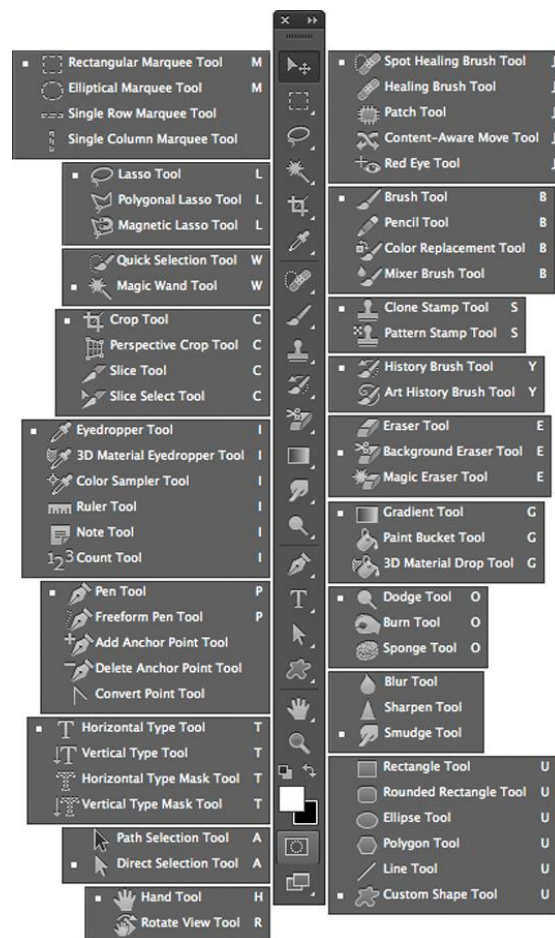 Rectangular Marquee Tool M
Elliptical Marquee Tool M
Single Row Marquee Tool
Single Column Marquee Tool
Lasso Tool L
Polygonal Lasso Tool L
Magnetic Lasso Tool L
Quick Selection Tool W
Magic Wand Tool W
Crop Tool C
Perspective Crop Tool C
Slice Tool C
Slice Select Tool C
Eyedropper Tool I
3D Material Eyedropper Tool I
Color Sampler Tool I
Ruler Tool I
Note Tool I
Count Tool I
Pen Tool P
Freeform Pen Tool P
Add Anchor Point Tool
Delete Anchor Point Tool
Convert Point Tool
Horizontal Type Tool T
Vertical Type Tool T
Horizontal Type Mask Tool T
Vertical Type Mask Tool T
Path Selection Tool A
Direct Selection Tool A
Hand Tool H
Rotate View Tool R
Spot Healing Brush Tool J
Healing Brush Tool J
Patch Tool J
Content-Aware Move Tool J
Red Eye Tool J
Brush Tool B
Pencil Tool B
Color Replacement Tool B
Mixer Brush Tool B
Clone Stamp Tool S
Pattern Stamp Tool S
History Brush Tool Y
Art History Brush Tool Y
Eraser Tool E
Background Eraser Tool E
Magic Eraser Tool E
Gradient Tool G
Paint Bucket Tool G
3D Material Drop Tool G
Dodge Tool O
Burn Tool O
Sponge Tool O
Blur Tool
Sharpen Tool
Smudge Tool
Rectangle Tool U
Rounded Rectangle Tool U
Ellipse Tool U
Polygon Tool U
Line Tool U
Custom Shape Tool U